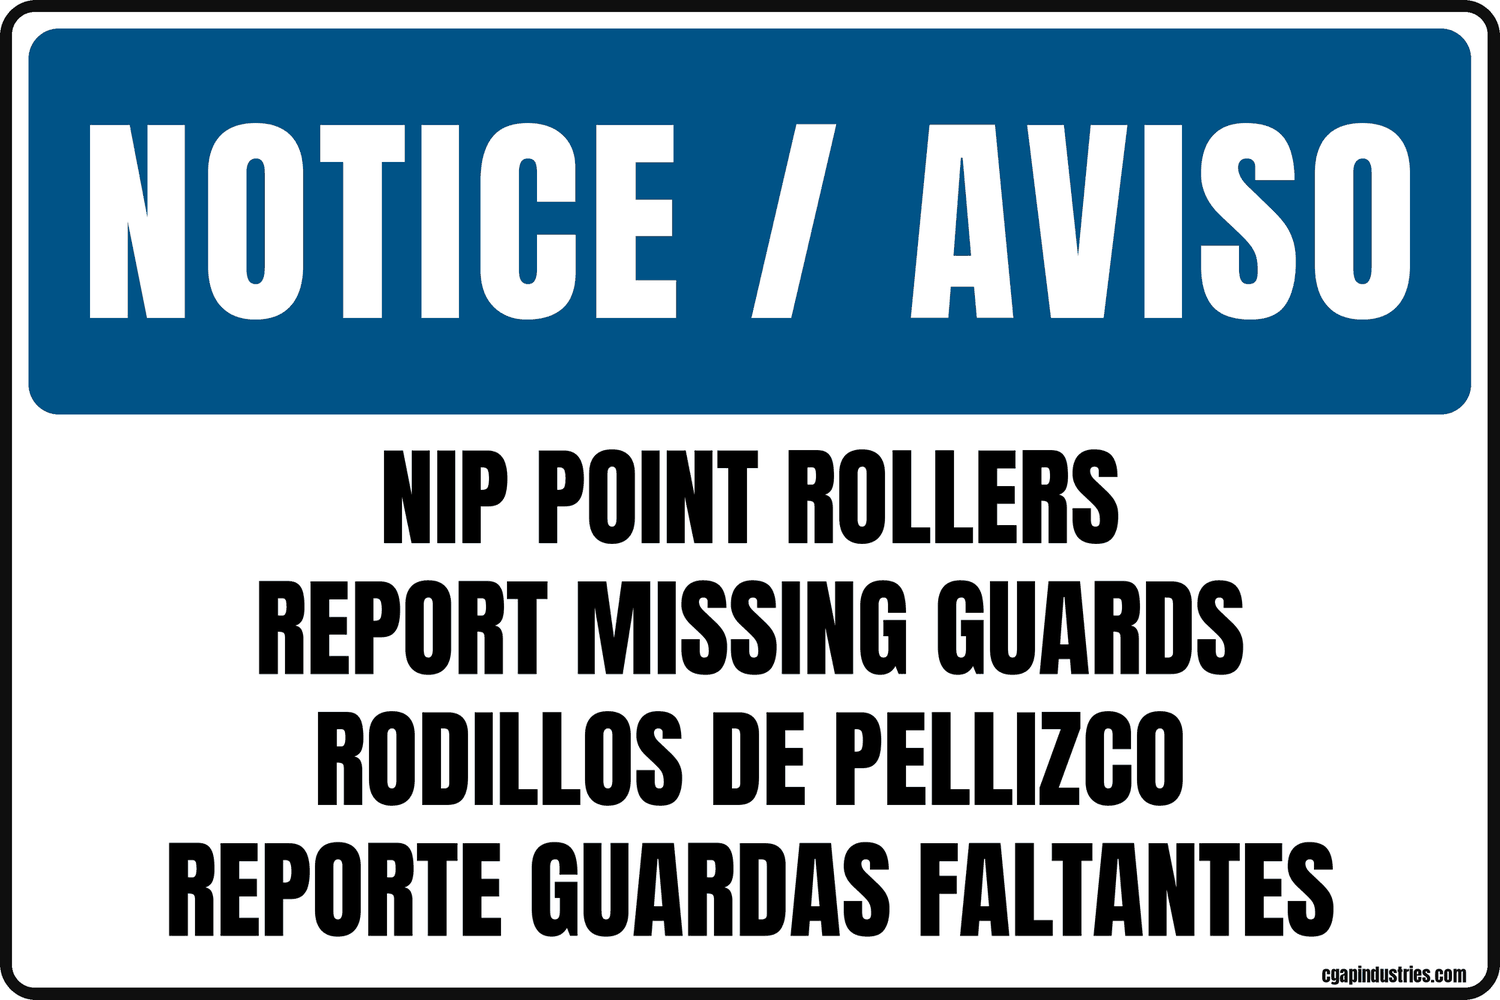 NOTICE / AVISO
NIP POINT ROLLERS
REPORT MISSING GUARDS
RODILLOS DE PELLIZCO
REPORTE GUARDAS FALTANTES
cgapindustries.com